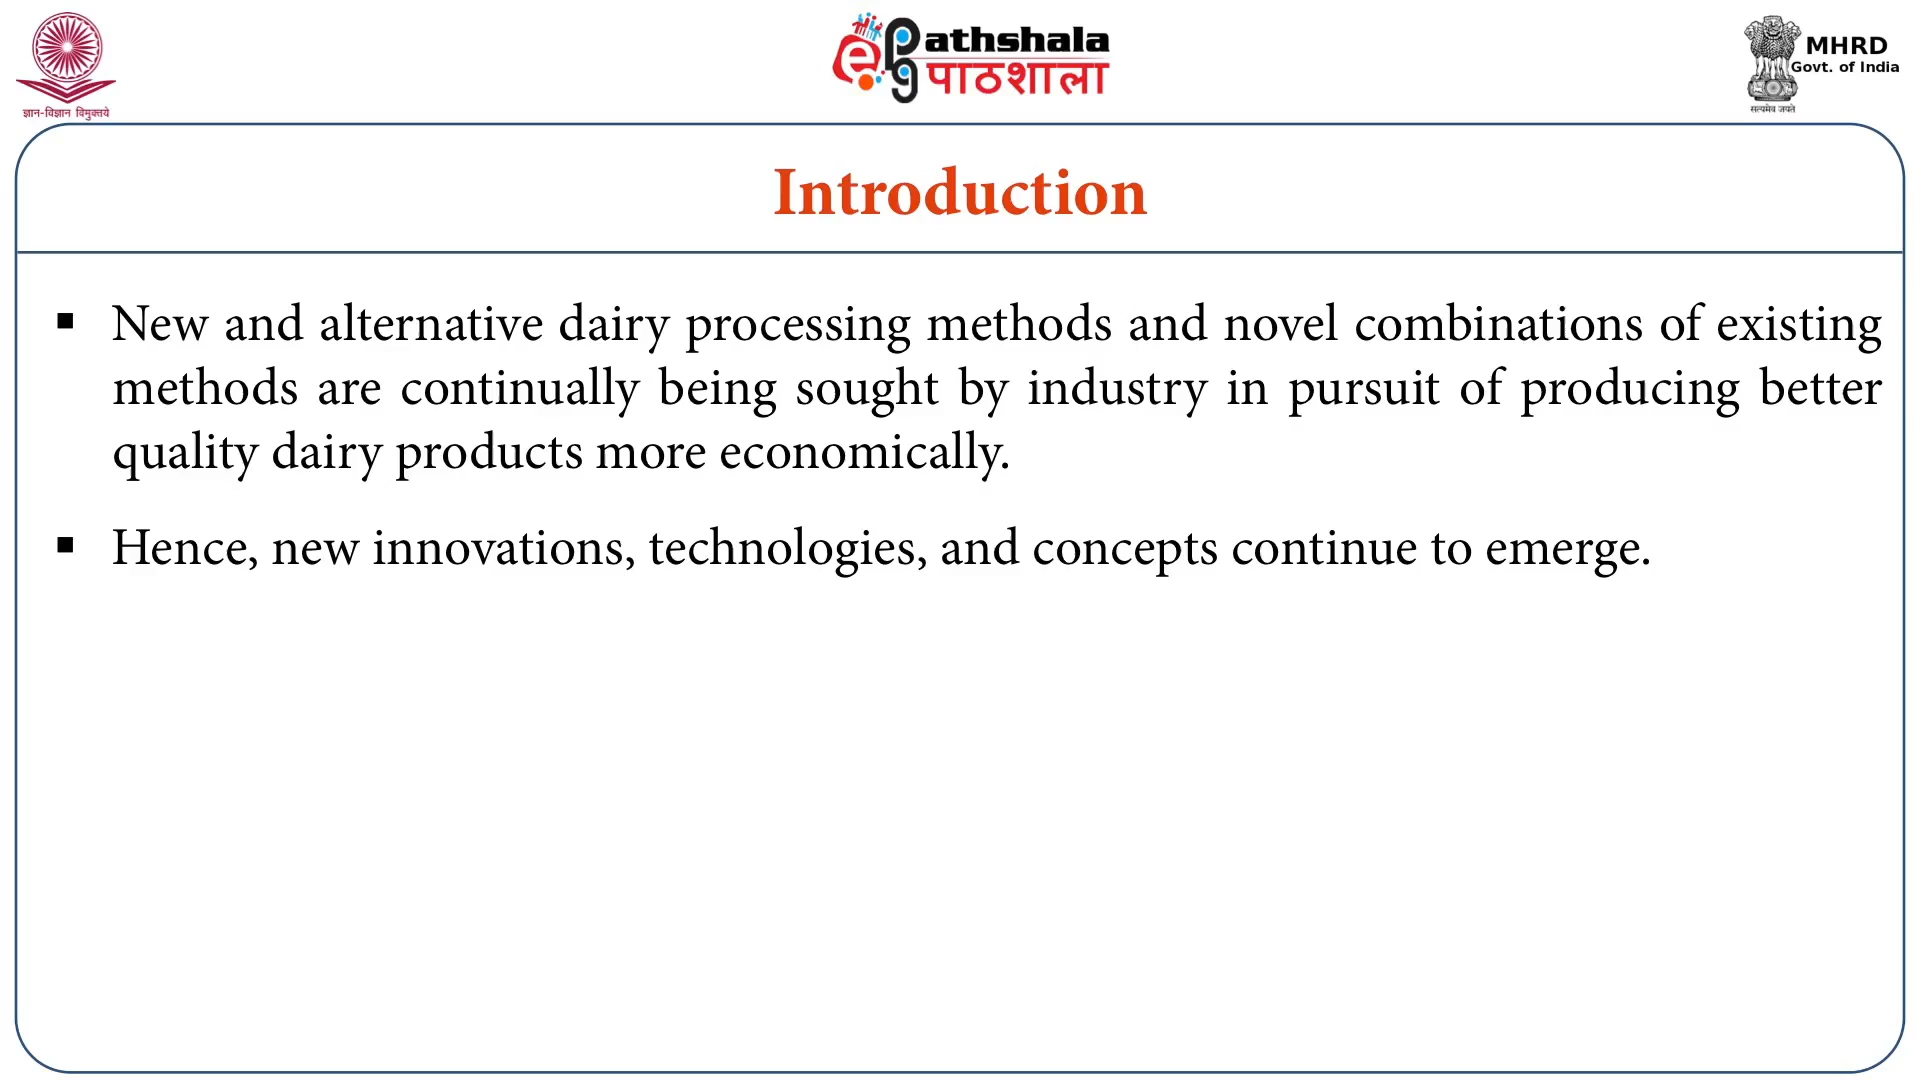 ज्ञान-विज्ञान विमुक्तये
e
pg
athshala
पाठशाला
MHRD
Govt. of India
सत्यमेव जयते
Introduction
▪ New and alternative dairy processing methods and novel combinations of existing
methods are continually being sought by industry in pursuit of producing better
quality dairy products more economically.
▪ Hence, new innovations, technologies, and concepts continue to emerge.